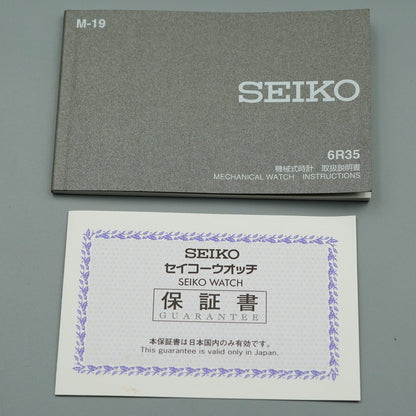 M-19
SEIKO
6R35
機械式時計 取扱説明書
MECHANICAL WATCH INSTRUCTIONS
SEIKO
セイコーウオッチ
SEIKO WATCH
保証書
GUARANTEE
本保証書は日本国内のみ有効です。
This guarantee is valid only in Japan.